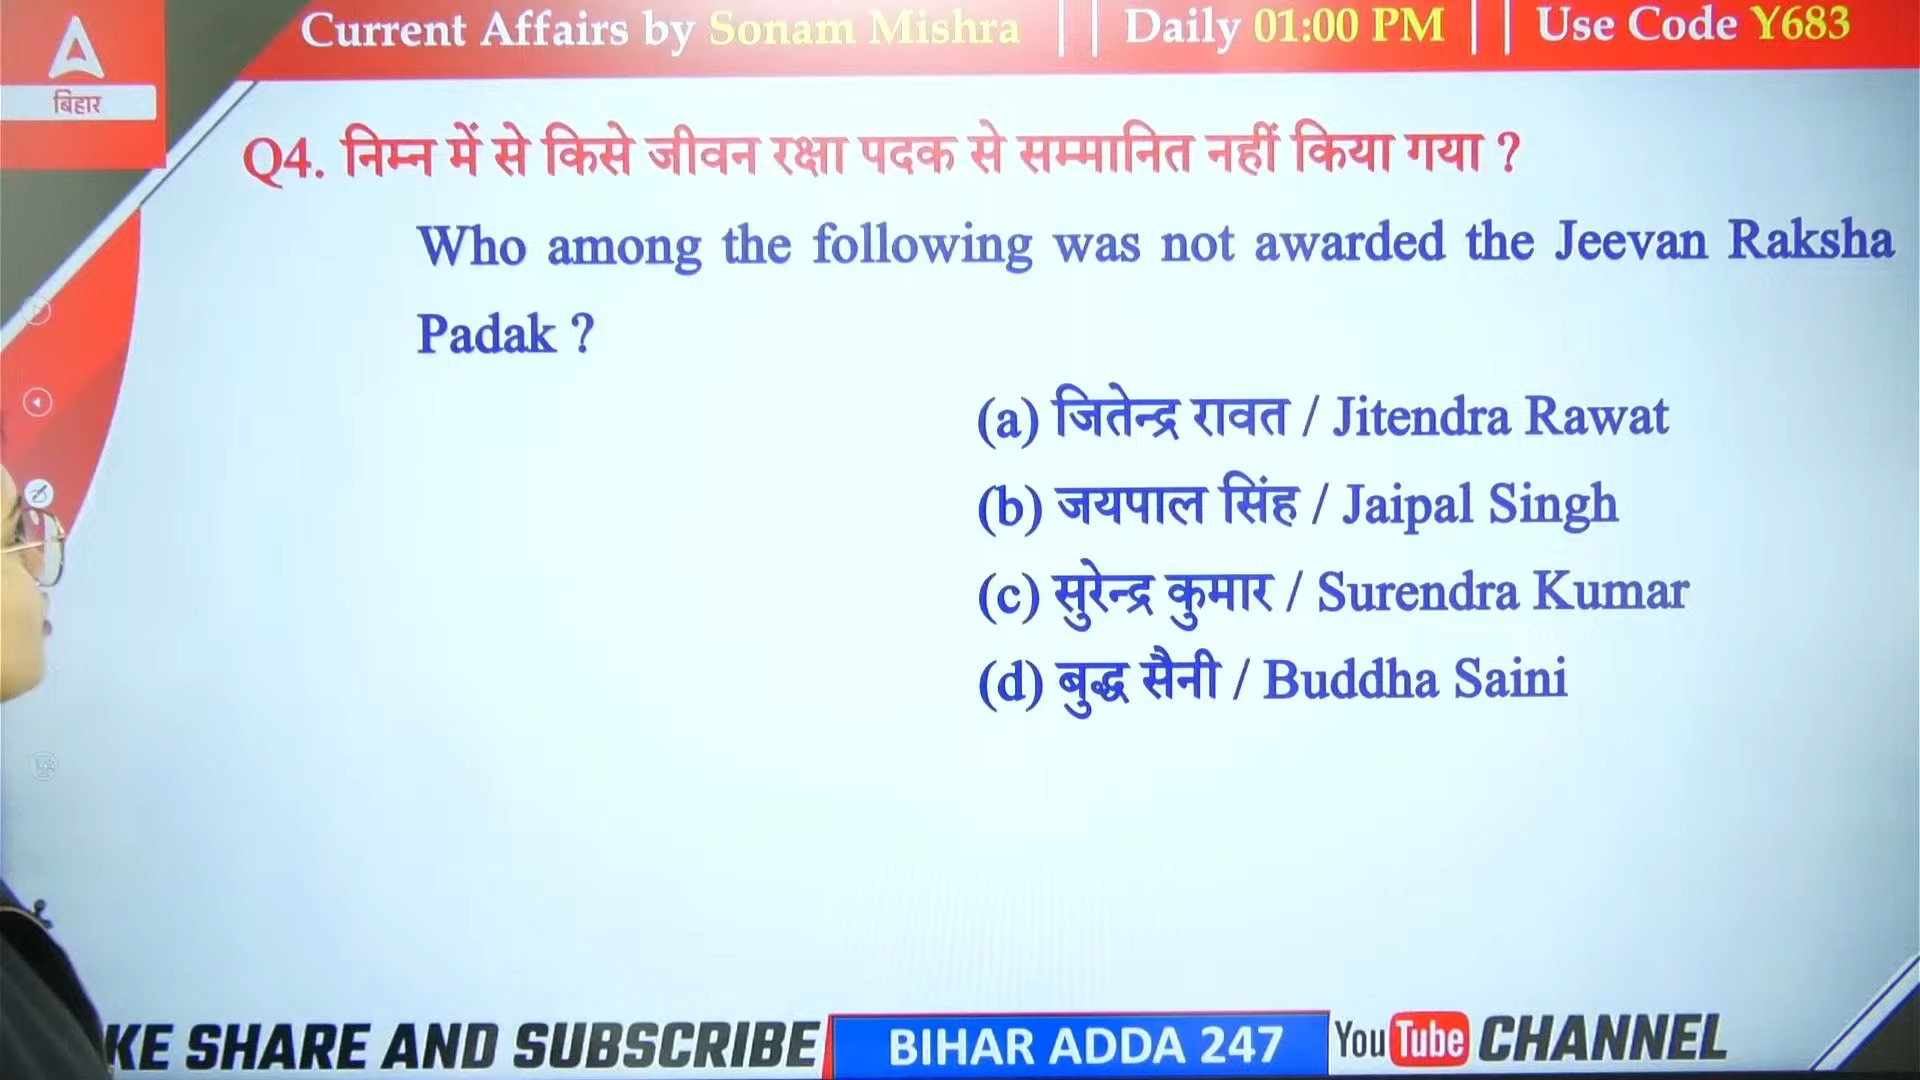 Current Affairs by Sonam Mishra || Daily 01:00 PM || Use Code Y683
बिहार
Q4. निम्न में से किसे जीवन रक्षा पदक से सम्मानित नहीं किया गया ?
Who among the following was not awarded the Jeevan Raksha
Padak ?
(a) जितेन्द्र रावत / Jitendra Rawat
(b) जयपाल सिंह / Jaipal Singh
(c) सुरेन्द्र कुमार / Surendra Kumar
(d) बुद्ध सैनी / Buddha Saini
KE SHARE AND SUBSCRIBE BIHAR ADDA 247 YouTube CHANNEL